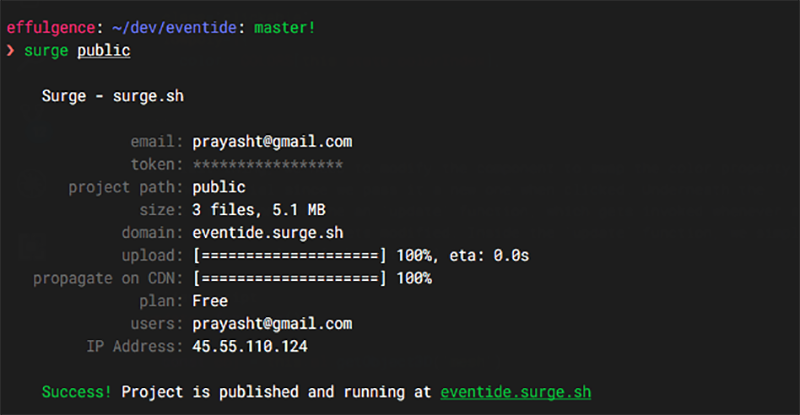 effulgence: ~/dev/eventide: master!
❯ surge public
Surge - surge.sh
email: prayasht@gmail.com
token: *****************
project path: public
size: 3 files, 5.1 MB
domain: eventide.surge.sh
upload: [====================] 100%, eta: 0.0s
propagate on CDN: [====================] 100%
plan: Free
users: prayasht@gmail.com
IP Address: 45.55.110.124
Success! Project is published and running at eventide.surge.sh